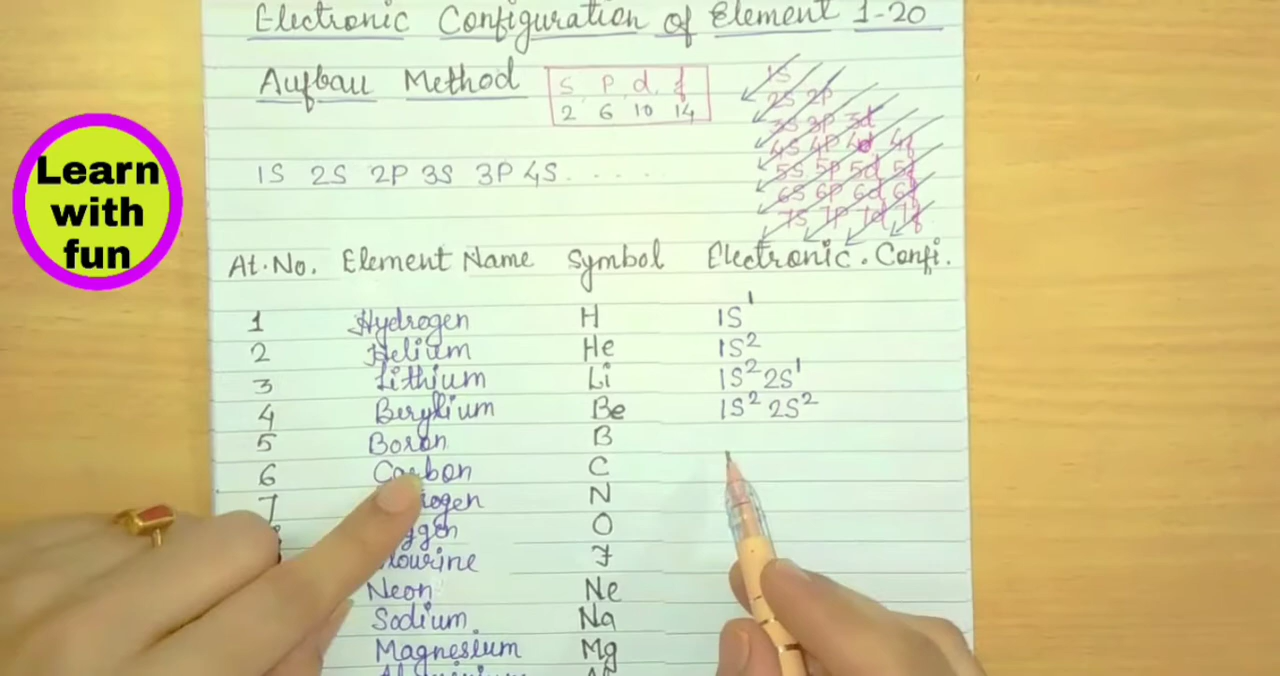 Electronic Configuration of Element 1-20
Aufbau Method
S P d f
2 6 10 14
1S
2S 2P
3S 3P 3d
4S 4P 4d 4f
5S 5P 5d 5f
6S 6P 6d 6f
7S 7P 7d 7f
Learn
with
fun
1S 2S 2P 3S 3P 4S......
At. No. Element Name Symbol Electronic. Confi.
1 Hydrogen H 1S¹
2 Helium He 1S²
3 Lithium Li 1S² 2S¹
4 Berylium Be 1S² 2S²
5 Boron B
6 Carbon C
7 N
O
F
Neon Ne
Sodium Na
Magnesium Mg